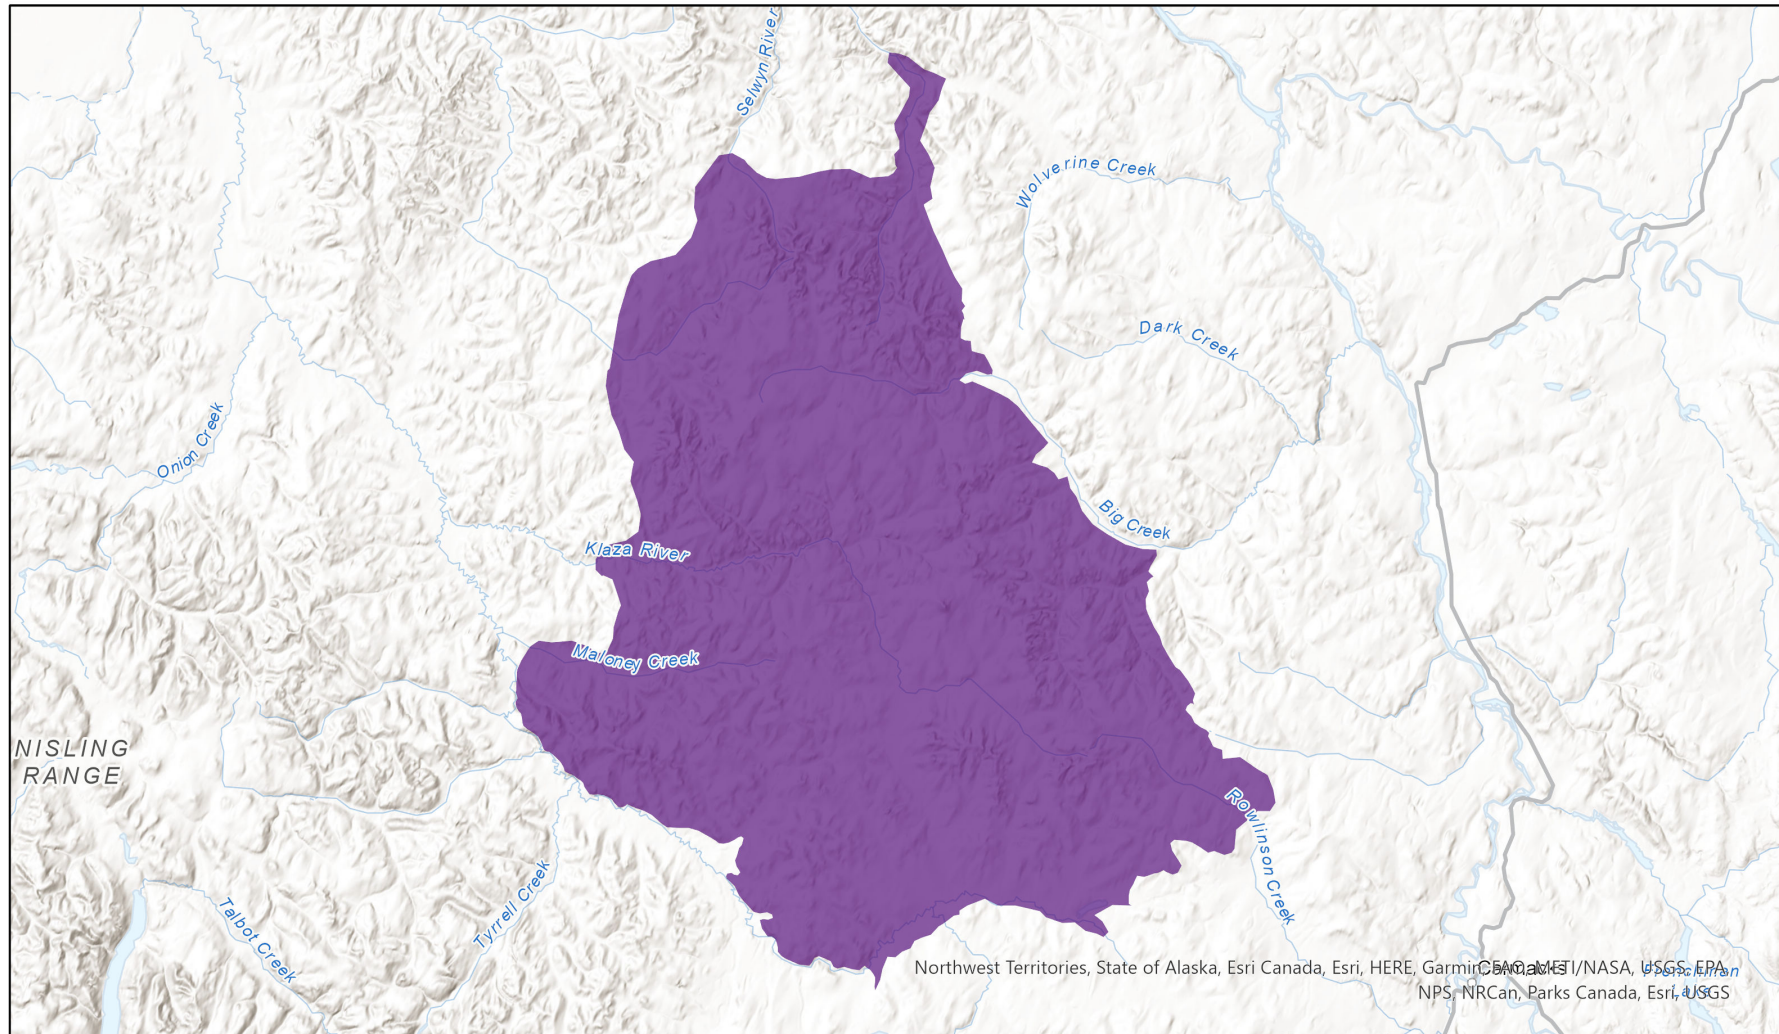 Selwyn River
Wolverine Creek
Dark Creek
Onion Creek
Big Creek
Klaza River
Maloney Creek
NISLING
RANGE
Rowlinson Creek
Tyrrell Creek
Talbot Creek
Northwest Territories, State of Alaska, Esri Canada, Esri, HERE, Garmin, FAO, METI/NASA, USGS, EPA,
Carmacks
Frenchman
NPS, NRCan, Parks Canada, Esri, USGS